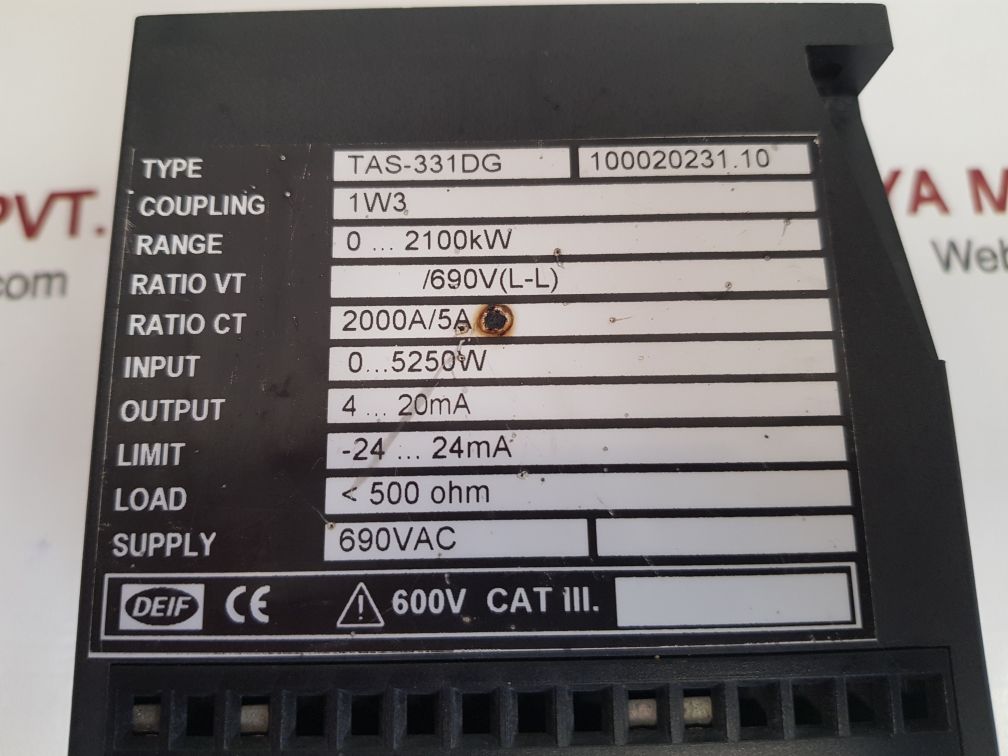 TYPE TAS-331DG 100020231.10
COUPLING 1W3
RANGE 0 ... 2100kW
RATIO VT /690V(L-L)
RATIO CT 2000A/5A
INPUT 0...5250W
OUTPUT 4 ... 20mA
LIMIT -24 ... 24mA
LOAD < 500 ohm
SUPPLY 690VAC
DEIF CE 600V CAT III.
PVT.
com
YA M
Web